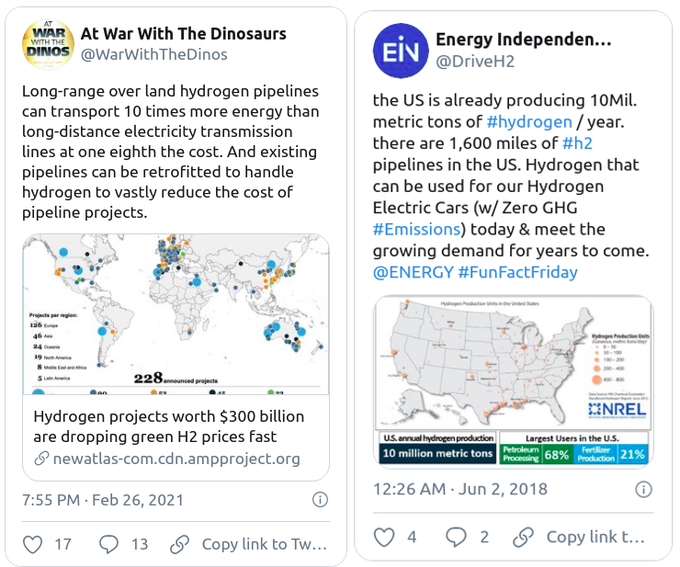 AT
WAR
WITH THE
DINOS
At War With The Dinosaurs
@WarWithTheDinos
Long-range over land hydrogen pipelines
can transport 10 times more energy than
long-distance electricity transmission
lines at one eighth the cost. And existing
pipelines can be retrofitted to handle
hydrogen to vastly reduce the cost of
pipeline projects.
Projects per region:
126 Europe
46 Asia
24 Oceania
19 North America
8 Middle East and Africa
5 Latin America
228 announced projects
Hydrogen projects worth $300 billion
are dropping green H2 prices fast
newatlas-com.cdn.ampproject.org
7:55 PM · Feb 26, 2021
17 13 Copy link to Tw…
EIN
Energy Independen…
@DriveH2
the US is already producing 10Mil.
metric tons of #hydrogen / year.
there are 1,600 miles of #h2
pipelines in the US. Hydrogen that
can be used for our Hydrogen
Electric Cars (w/ Zero GHG
#Emissions) today & meet the
growing demand for years to come.
@ENERGY #FunFactFriday
Hydrogen Production Units in the United States
Hydrogen Production Units
0 - 50
50 - 100
100 - 200
200 - 400
400 - 800
NREL
U.S. annual hydrogen production
10 million metric tons
Largest Users in the U.S.
Petroleum
Processing 68%
Fertilizer
Production 21%
12:26 AM · Jun 2, 2018
4 2 Copy link t…